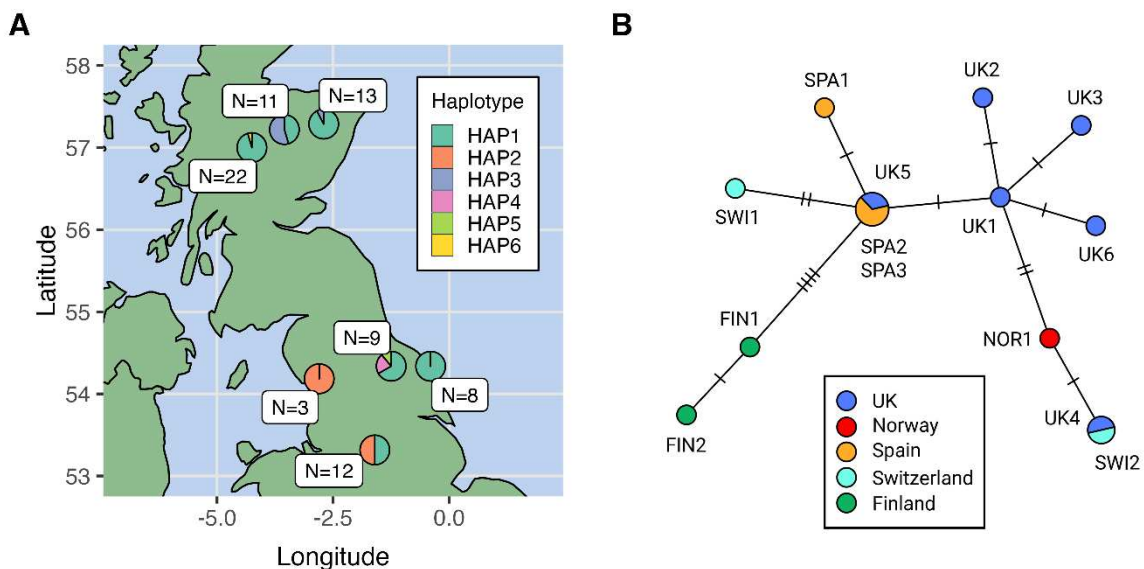 A
58
57
56
55
54
53
Latitude
-5.0
-2.5
0.0
Longitude
N=11
N=13
N=22
N=9
N=3
N=8
N=12
Haplotype
HAP1
HAP2
HAP3
HAP4
HAP5
HAP6
B
SPA1
UK2
UK3
UK5
SWI1
SPA2
SPA3
UK1
UK6
FIN1
NOR1
FIN2
UK4
SWI2
UK
Norway
Spain
Switzerland
Finland